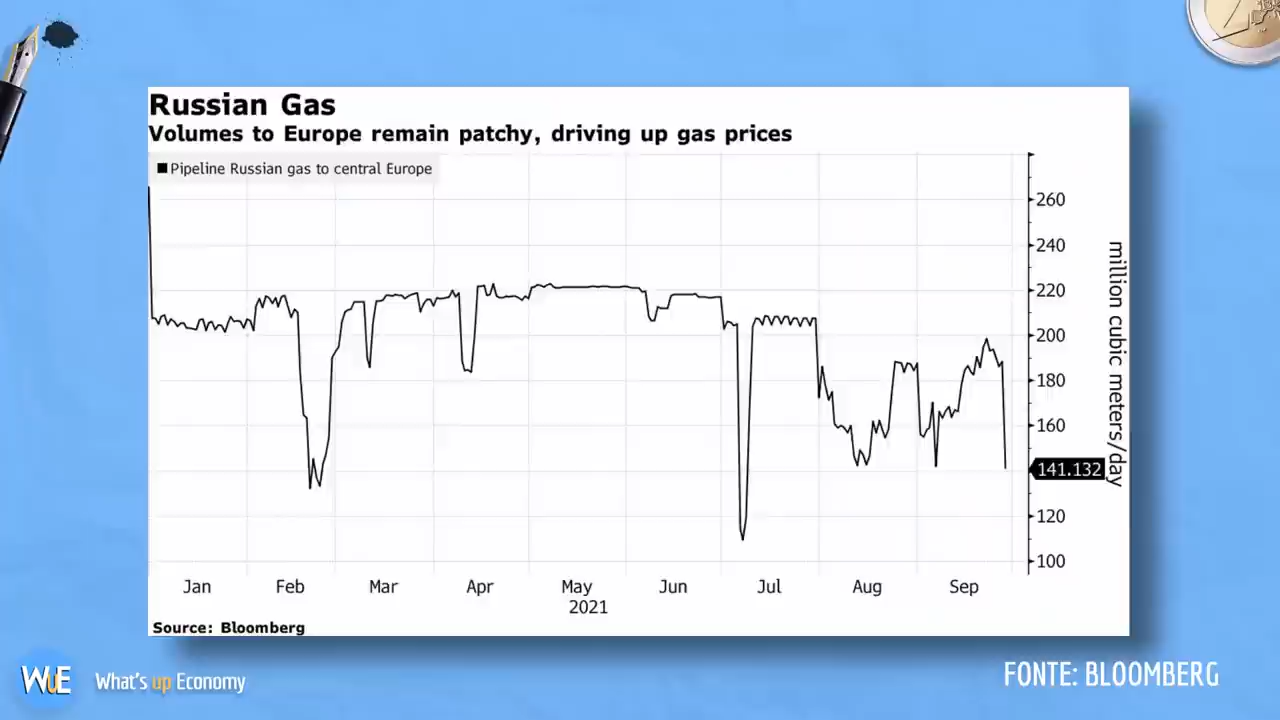 Russian Gas
Volumes to Europe remain patchy, driving up gas prices
Pipeline Russian gas to central Europe
260
240
220
200
180
160
141.132
120
100
million cubic meters/day
Jan Feb Mar Apr May Jun Jul Aug Sep
2021
Source: Bloomberg
WuE What's up Economy
FONTE: BLOOMBERG